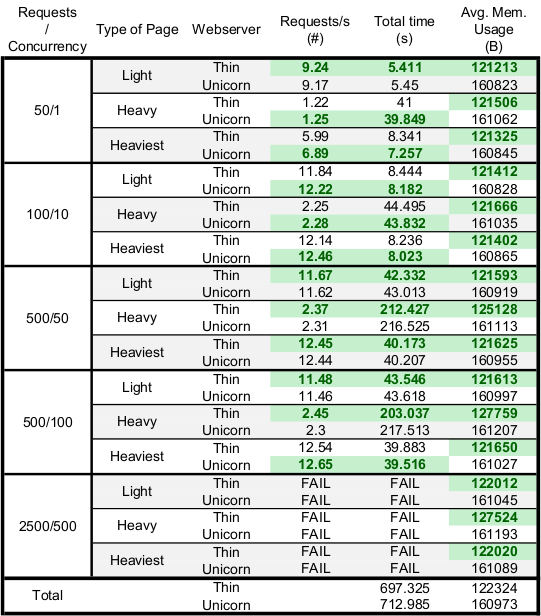 Requests / Concurrency Type of Page Webserver Requests/s (#) Total time (s) Avg. Mem. Usage (B)
50/1 Light Thin 9.24 5.411 121213
Unicorn 9.17 5.45 160823
Heavy Thin 1.22 41 121506
Unicorn 1.25 39.849 161062
Heaviest Thin 5.99 8.341 121325
Unicorn 6.89 7.257 160845
100/10 Light Thin 11.84 8.444 121412
Unicorn 12.22 8.182 160828
Heavy Thin 2.25 44.495 121666
Unicorn 2.28 43.832 161035
Heaviest Thin 12.14 8.236 121402
Unicorn 12.46 8.023 160865
500/50 Light Thin 11.67 42.332 121593
Unicorn 11.62 43.013 160919
Heavy Thin 2.37 212.427 125128
Unicorn 2.31 216.525 161113
Heaviest Thin 12.45 40.173 121625
Unicorn 12.44 40.207 160955
500/100 Light Thin 11.48 43.546 121613
Unicorn 11.46 43.618 160997
Heavy Thin 2.45 203.037 127759
Unicorn 2.3 217.513 161207
Heaviest Thin 12.54 39.883 121650
Unicorn 12.65 39.516 161027
2500/500 Light Thin FAIL FAIL 122012
Unicorn FAIL FAIL 161045
Heavy Thin FAIL FAIL 127524
Unicorn FAIL FAIL 161193
Heaviest Thin FAIL FAIL 122020
Unicorn FAIL FAIL 161089
Total Thin 697.325 122324
Unicorn 712.985 160973